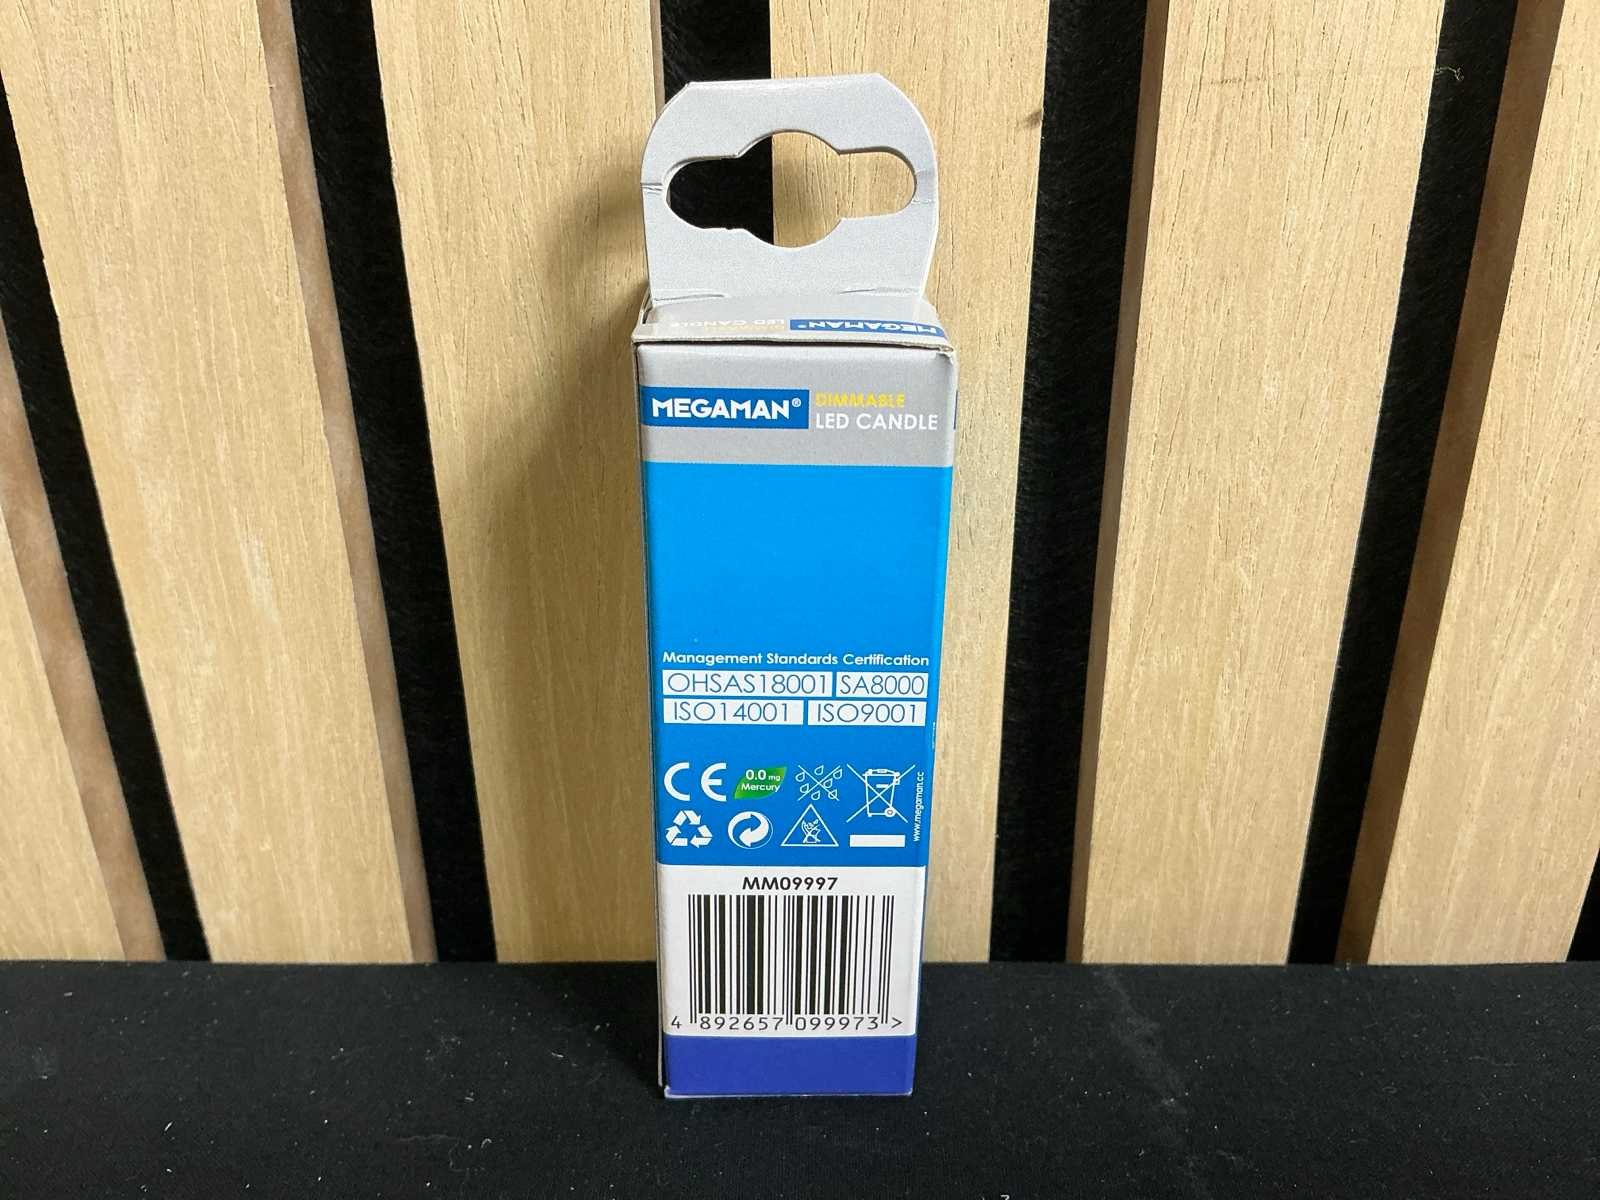 MEGAMAN® DIMMABLE LED CANDLE
MEGAMAN®
DIMMABLE
LED CANDLE
Management Standards Certification
OHSAS18001 SA8000
ISO14001 ISO9001
CE
0.0 mg
Mercury
www.megaman.cc
MM09997
4 892657 099973 >